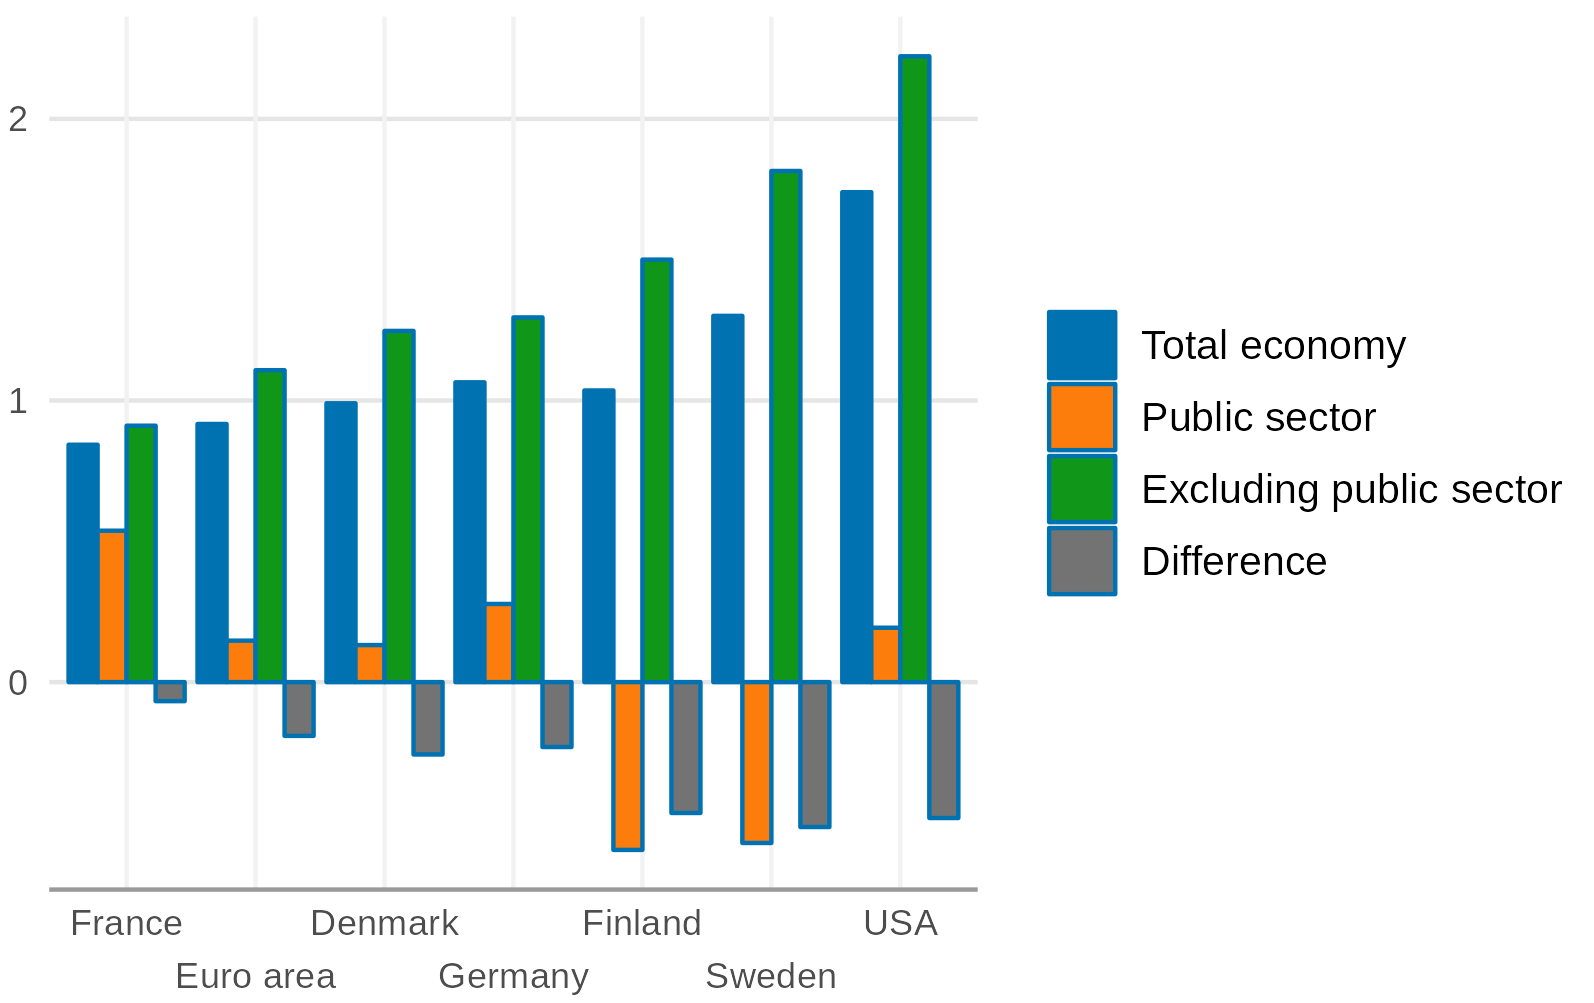 2
1
0
France
Denmark
Finland
USA
Euro area
Germany
Sweden
Total economy
Public sector
Excluding public sector
Difference